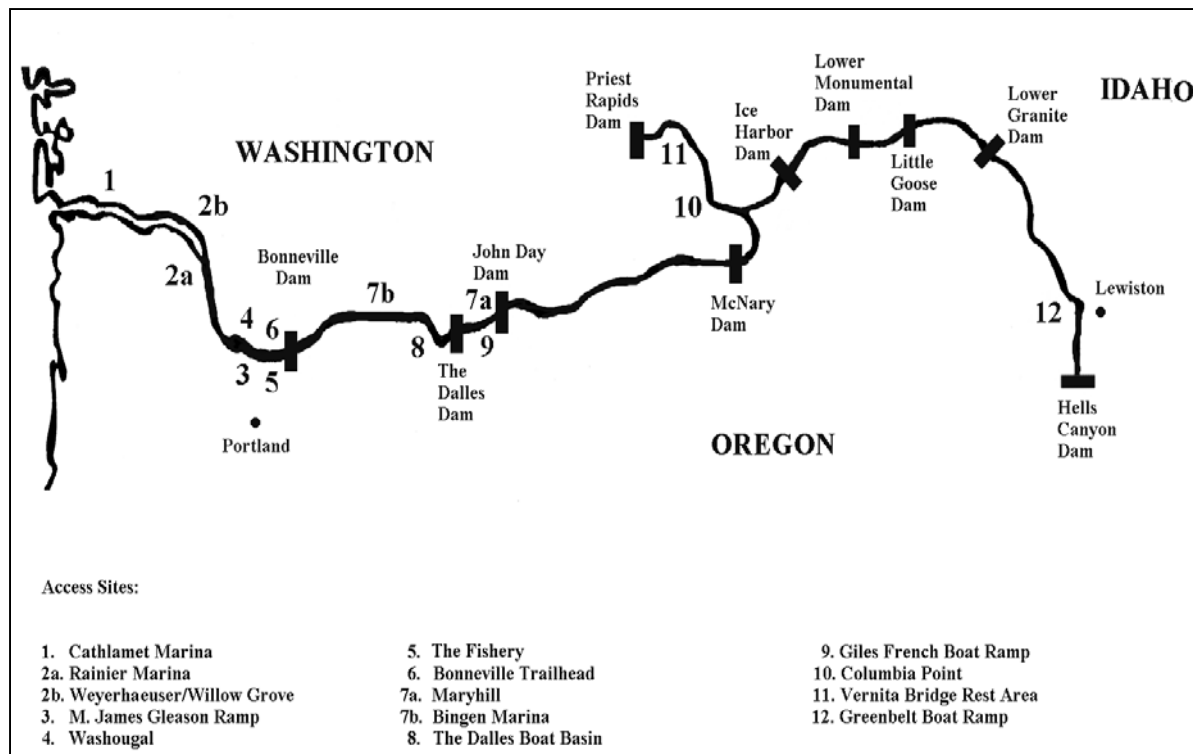 Priest
Rapids
Dam
Lower
Monumental
Dam
Ice
Harbor
Dam
Lower
Granite
Dam
IDAHO
WASHINGTON
11
Little
Goose
Dam
1
2b
10
2a
Bonneville
Dam
John Day
Dam
7b
7a
McNary
Dam
12
Lewiston
4
6
8
9
3
5
The
Dalles
Dam
Portland
OREGON
Hells
Canyon
Dam
Access Sites:
1. Cathlamet Marina
2a. Rainier Marina
2b. Weyerhaeuser/Willow Grove
3. M. James Gleason Ramp
4. Washougal
5. The Fishery
6. Bonneville Trailhead
7a. Maryhill
7b. Bingen Marina
8. The Dalles Boat Basin
9. Giles French Boat Ramp
10. Columbia Point
11. Vernita Bridge Rest Area
12. Greenbelt Boat Ramp